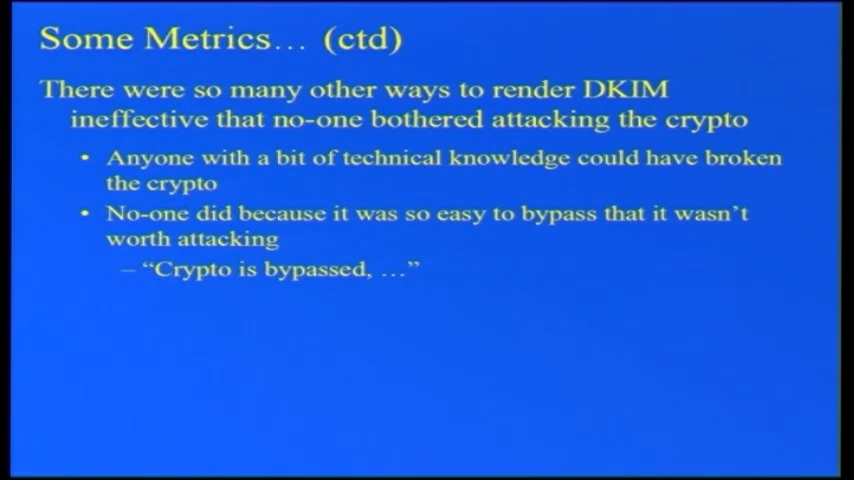 Some Metrics… (ctd)
There were so many other ways to render DKIM
ineffective that no-one bothered attacking the crypto
• Anyone with a bit of technical knowledge could have broken
the crypto
• No-one did because it was so easy to bypass that it wasn't
worth attacking
– “Crypto is bypassed, …”